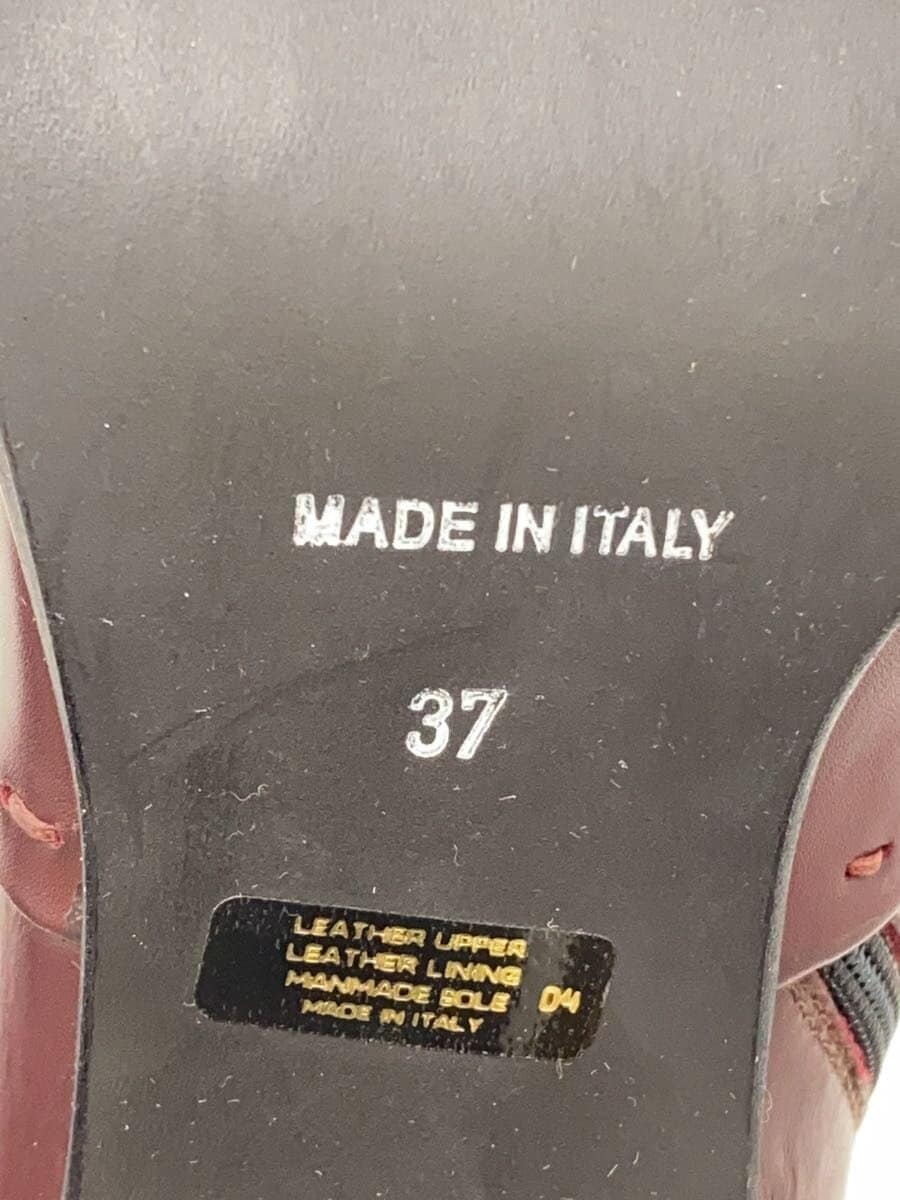 MADE IN ITALY
37
LEATHER UPPER
LEATHER LINING
MANMADE SOLE 04
MADE IN ITALY